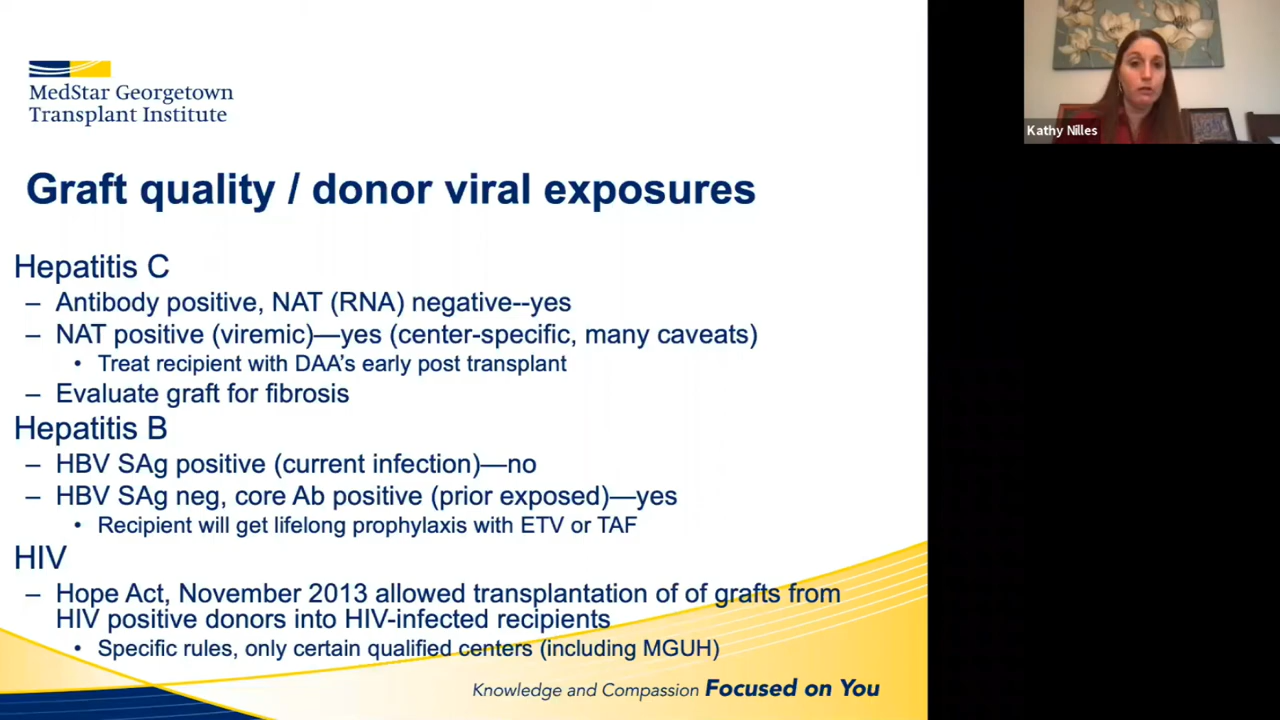 MedStar Georgetown
Transplant Institute
Kathy Nilles
Graft quality / donor viral exposures
Hepatitis C
– Antibody positive, NAT (RNA) negative--yes
– NAT positive (viremic)—yes (center-specific, many caveats)
• Treat recipient with DAA's early post transplant
– Evaluate graft for fibrosis
Hepatitis B
– HBV SAg positive (current infection)—no
– HBV SAg neg, core Ab positive (prior exposed)—yes
• Recipient will get lifelong prophylaxis with ETV or TAF
HIV
– Hope Act, November 2013 allowed transplantation of of grafts from
HIV positive donors into HIV-infected recipients
• Specific rules, only certain qualified centers (including MGUH)
Knowledge and Compassion Focused on You